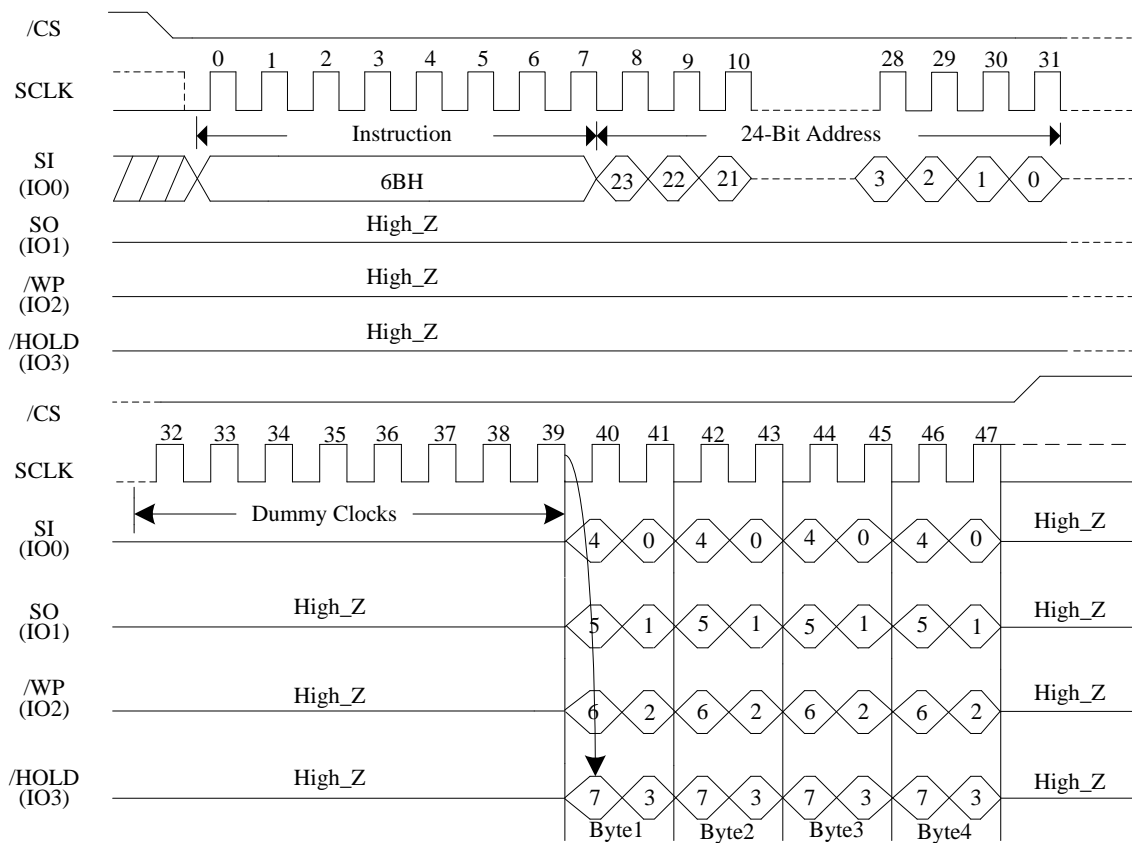 /CS
0 1 2 3 4 5 6 7 8 9 10 28 29 30 31
SCLK
Instruction 24-Bit Address
SI
(IO0)
6BH 23 22 21 3 2 1 0
SO
(IO1)
High_Z
/WP
(IO2)
High_Z
/HOLD
(IO3)
High_Z
/CS
32 33 34 35 36 37 38 39 40 41 42 43 44 45 46 47
SCLK
Dummy Clocks
SI
(IO0)
4 0 4 0 4 0 4 0 High_Z
SO
(IO1)
High_Z 5 1 5 1 5 1 5 1 High_Z
/WP
(IO2)
High_Z 6 2 6 2 6 2 6 2 High_Z
/HOLD
(IO3)
High_Z 7 3 7 3 7 3 7 3 High_Z
Byte1 Byte2 Byte3 Byte4